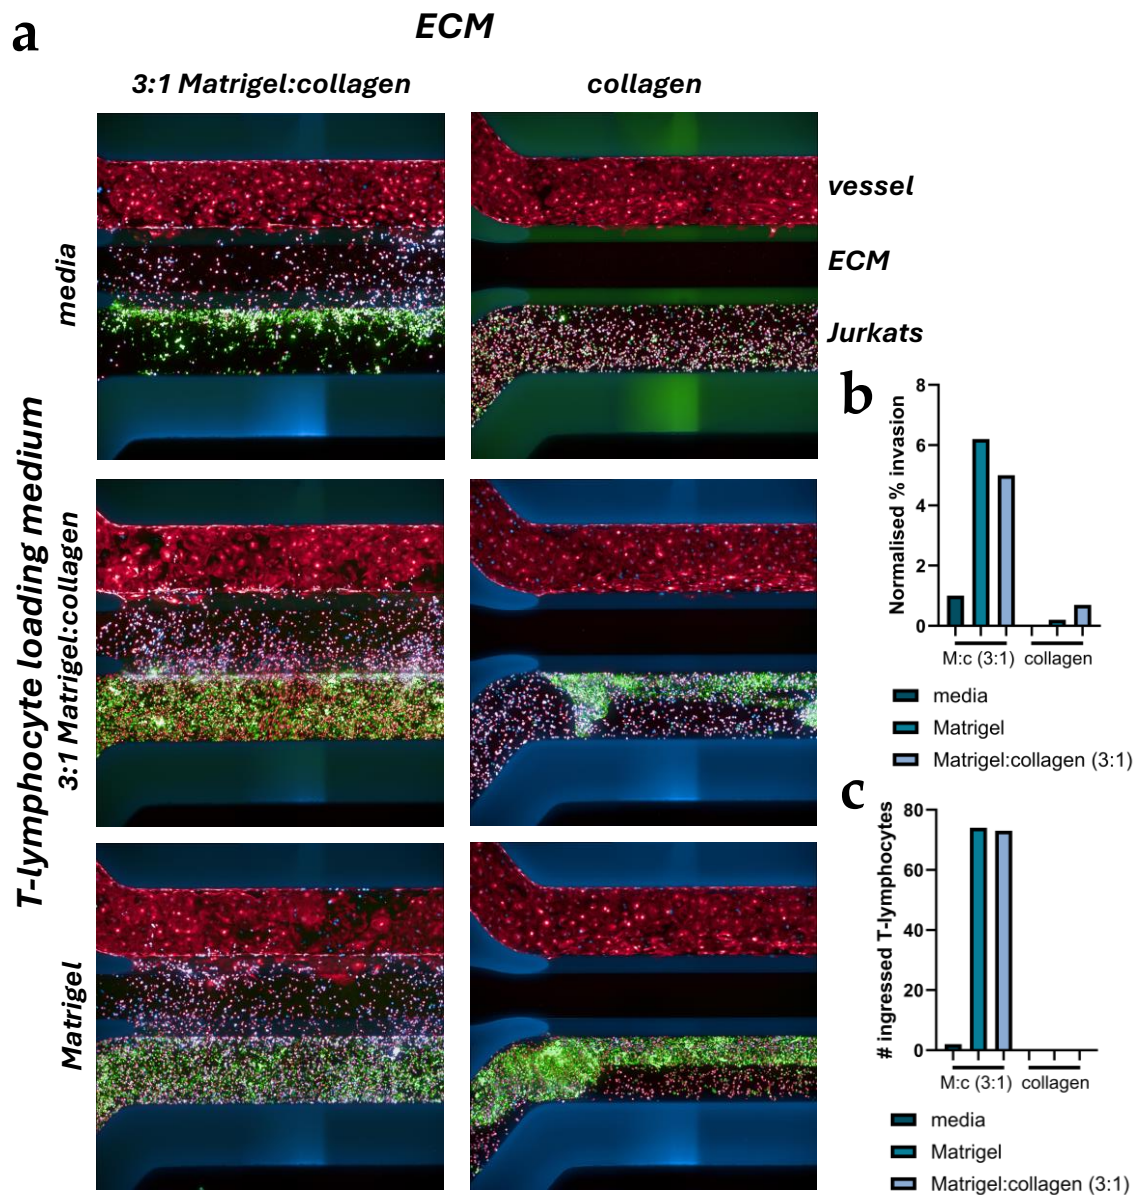 a
ECM
3:1 Matrigel:collagen
collagen
vessel
ECM
Jurkats
media
T-lymphocyte loading medium
3:1 Matrigel:collagen
Matrigel
b
Normalised % invasion
8
6
4
2
0
M:c (3:1) collagen
media
Matrigel
Matrigel:collagen (3:1)
c
# ingressed T-lymphocytes
80
60
40
20
0
M:c (3:1) collagen
media
Matrigel
Matrigel:collagen (3:1)